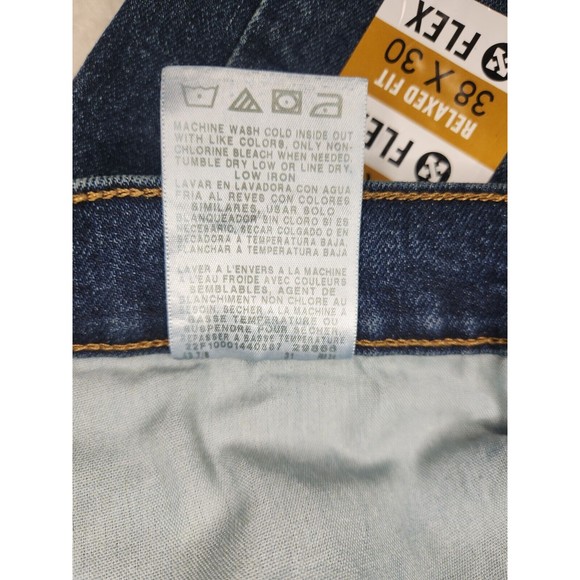 MACHINE WASH COLD INSIDE OUT
WITH LIKE COLORS, ONLY NON-
CHLORINE BLEACH WHEN NEEDED,
TUMBLE DRY LOW OR LINE DRY,
LOW IRON
LAVAR EN LAVADORA CON AGUA
FRIA AL REVES CON COLORES
SIMILARES, USAR SOLO
BLANQUEADOR SIN CLORO SI ES
NECESARIO, SECAR COLGADO O EN
SECADORA A TEMPERATURA BAJA,
PLANCHAR A TEMPERATURA BAJA
LAVER A L'ENVERS A LA MACHINE
A L'EAU FROIDE AVEC COULEURS
SEMBLABLES, AGENT DE
BLANCHIMENT NON CHLORE AU
BESOIN, SECHER A MACHINE A
BASSE TEMPERATURE OU
SUSPENDRE POUR SECHER
REPASSER A BASSE TEMPERATURE
FLEX
38 X 30
RELAXED FIT
FLEX